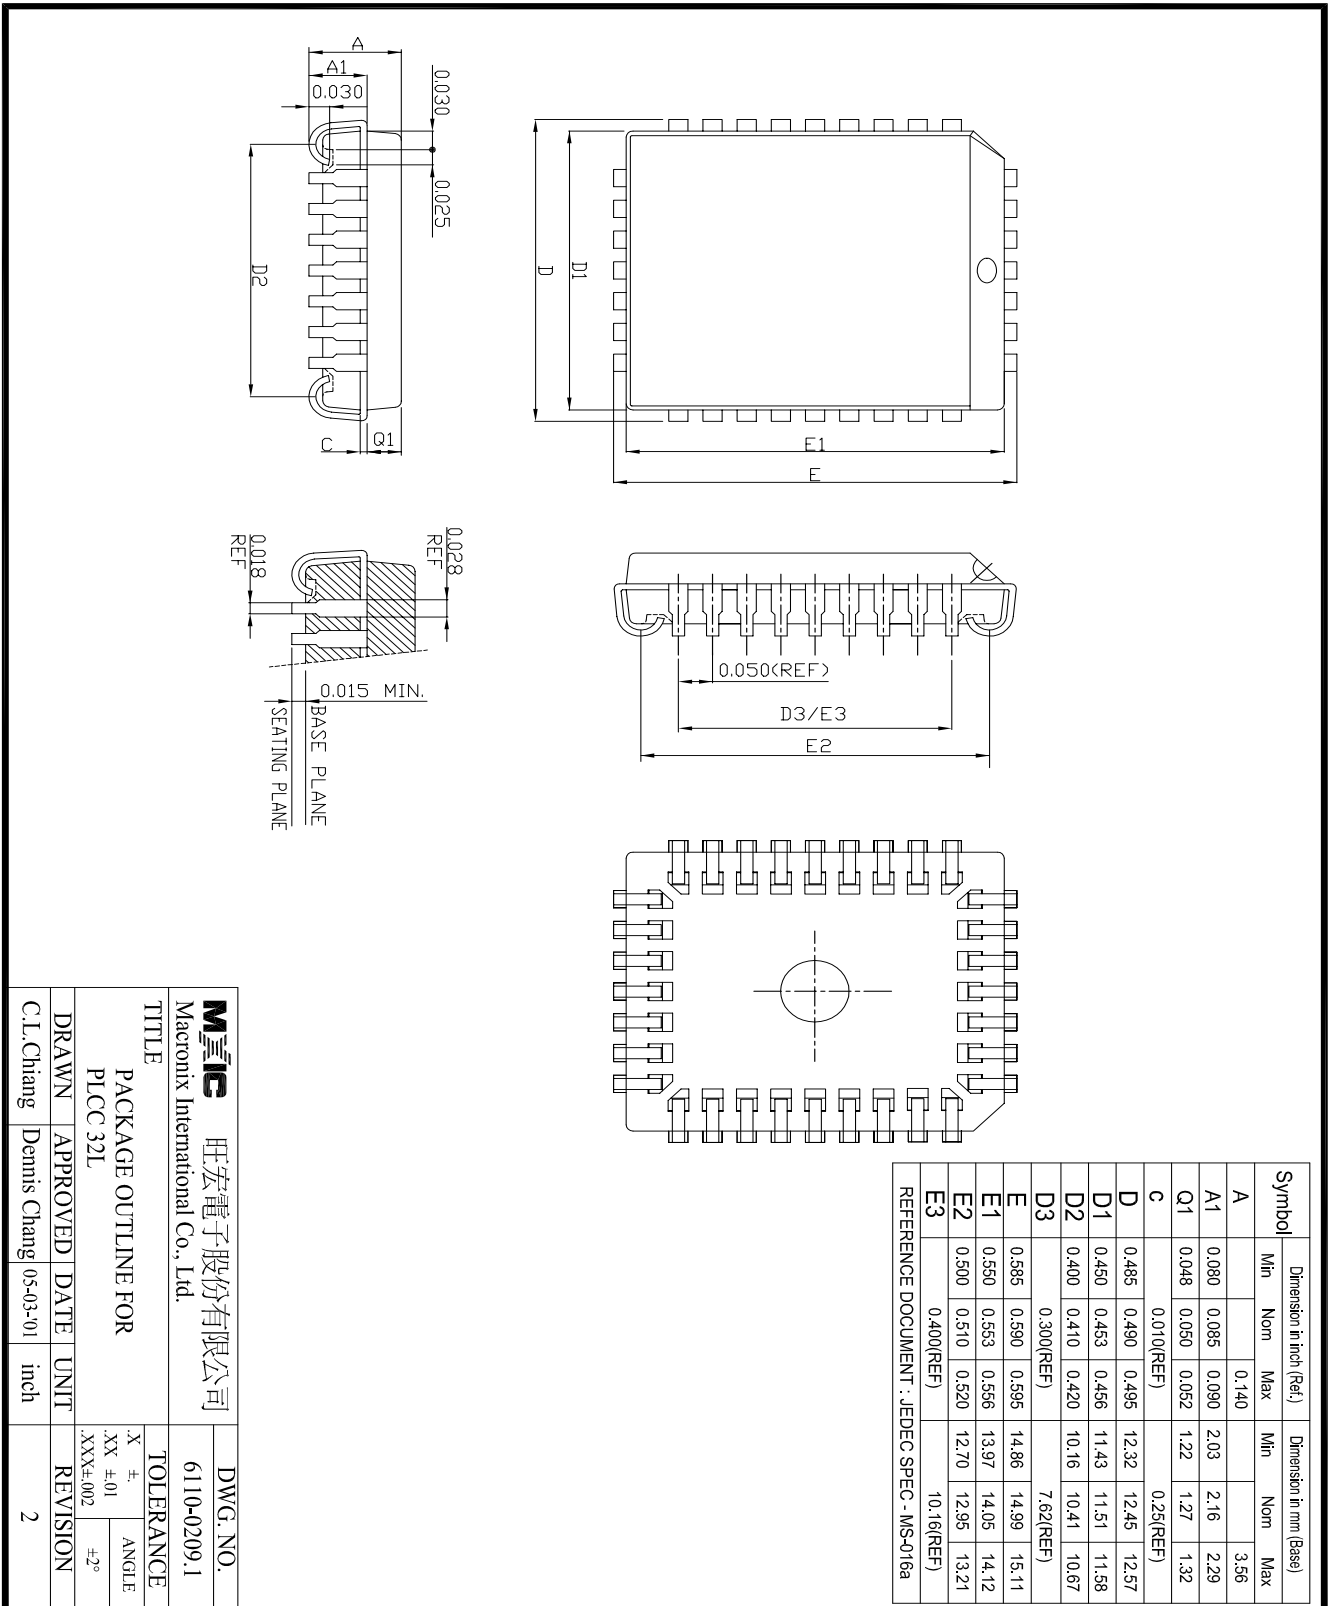 A
A1
0.030
0.030
0.025
D2
C
Q1
D
D1
E1
E
0.028
REF
0.018
REF
0.015 MIN.
BASE PLANE
SEATING PLANE
0.050(REF)
D3/E3
E2
Symbol Dimension in inch (Ref.) Dimension in mm (Base)
Min Nom Max Min Nom Max
A 0.140 3.56
A1 0.080 0.085 0.090 2.03 2.16 2.29
Q1 0.048 0.050 0.052 1.22 1.27 1.32
C 0.010(REF) 0.25(REF)
D 0.485 0.490 0.495 12.32 12.45 12.57
D1 0.450 0.453 0.456 11.43 11.51 11.58
D2 0.400 0.410 0.420 10.16 10.41 10.67
D3 0.300(REF) 7.62(REF)
E 0.585 0.590 0.595 14.86 14.99 15.11
E1 0.550 0.553 0.556 13.97 14.05 14.12
E2 0.500 0.510 0.520 12.70 12.95 13.21
E3 0.400(REF) 10.16(REF)
REFERENCE DOCUMENT : JEDEC SPEC - MS-016a
MXIC 旺宏電子股份有限公司
Macronix International Co., Ltd.
DWG. NO.
6110-0209.1
TITLE
PACKAGE OUTLINE FOR
PLCC 32L
TOLERANCE
.X ±.
.XX ±.01
.XXX±.002
ANGLE
±2°
DRAWN APPROVED DATE UNIT REVISION
C.L.Chiang Dennis Chang 05-03-'01 inch 2